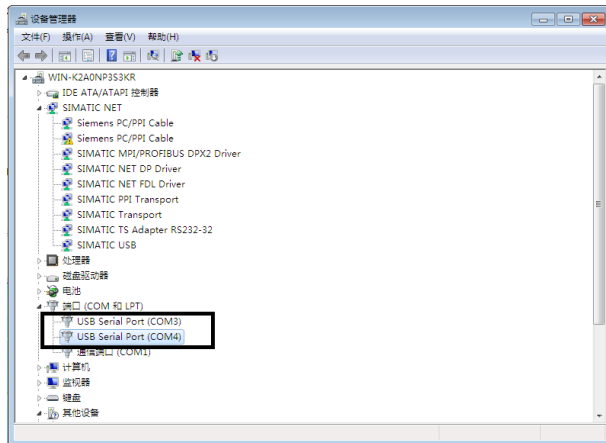 设备管理器
文件(F) 操作(A) 查看(V) 帮助(H)
WIN-K2A0NP3S3KR
IDE ATA/ATAPI 控制器
SIMATIC NET
Siemens PC/PPI Cable
Siemens PC/PPI Cable
SIMATIC MPI/PROFIBUS DPX2 Driver
SIMATIC NET DP Driver
SIMATIC NET FDL Driver
SIMATIC PPI Transport
SIMATIC Transport
SIMATIC TS Adapter RS232-32
SIMATIC USB
处理器
磁盘驱动器
电池
端口 (COM 和 LPT)
USB Serial Port (COM3)
USB Serial Port (COM4)
通信端口 (COM1)
计算机
监视器
键盘
其他设备